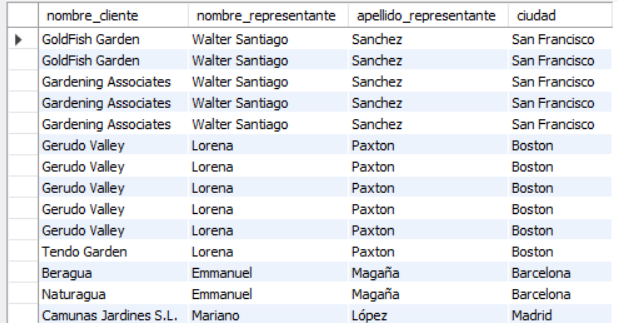 nombre_cliente nombre_representante apellido_representante ciudad
GoldFish Garden Walter Santiago Sanchez San Francisco
GoldFish Garden Walter Santiago Sanchez San Francisco
Gardening Associates Walter Santiago Sanchez San Francisco
Gardening Associates Walter Santiago Sanchez San Francisco
Gardening Associates Walter Santiago Sanchez San Francisco
Gerudo Valley Lorena Paxton Boston
Gerudo Valley Lorena Paxton Boston
Gerudo Valley Lorena Paxton Boston
Gerudo Valley Lorena Paxton Boston
Gerudo Valley Lorena Paxton Boston
Tendo Garden Lorena Paxton Boston
Beragua Emmanuel Magaña Barcelona
Naturagua Emmanuel Magaña Barcelona
Camunas Jardines S.L. Mariano López Madrid